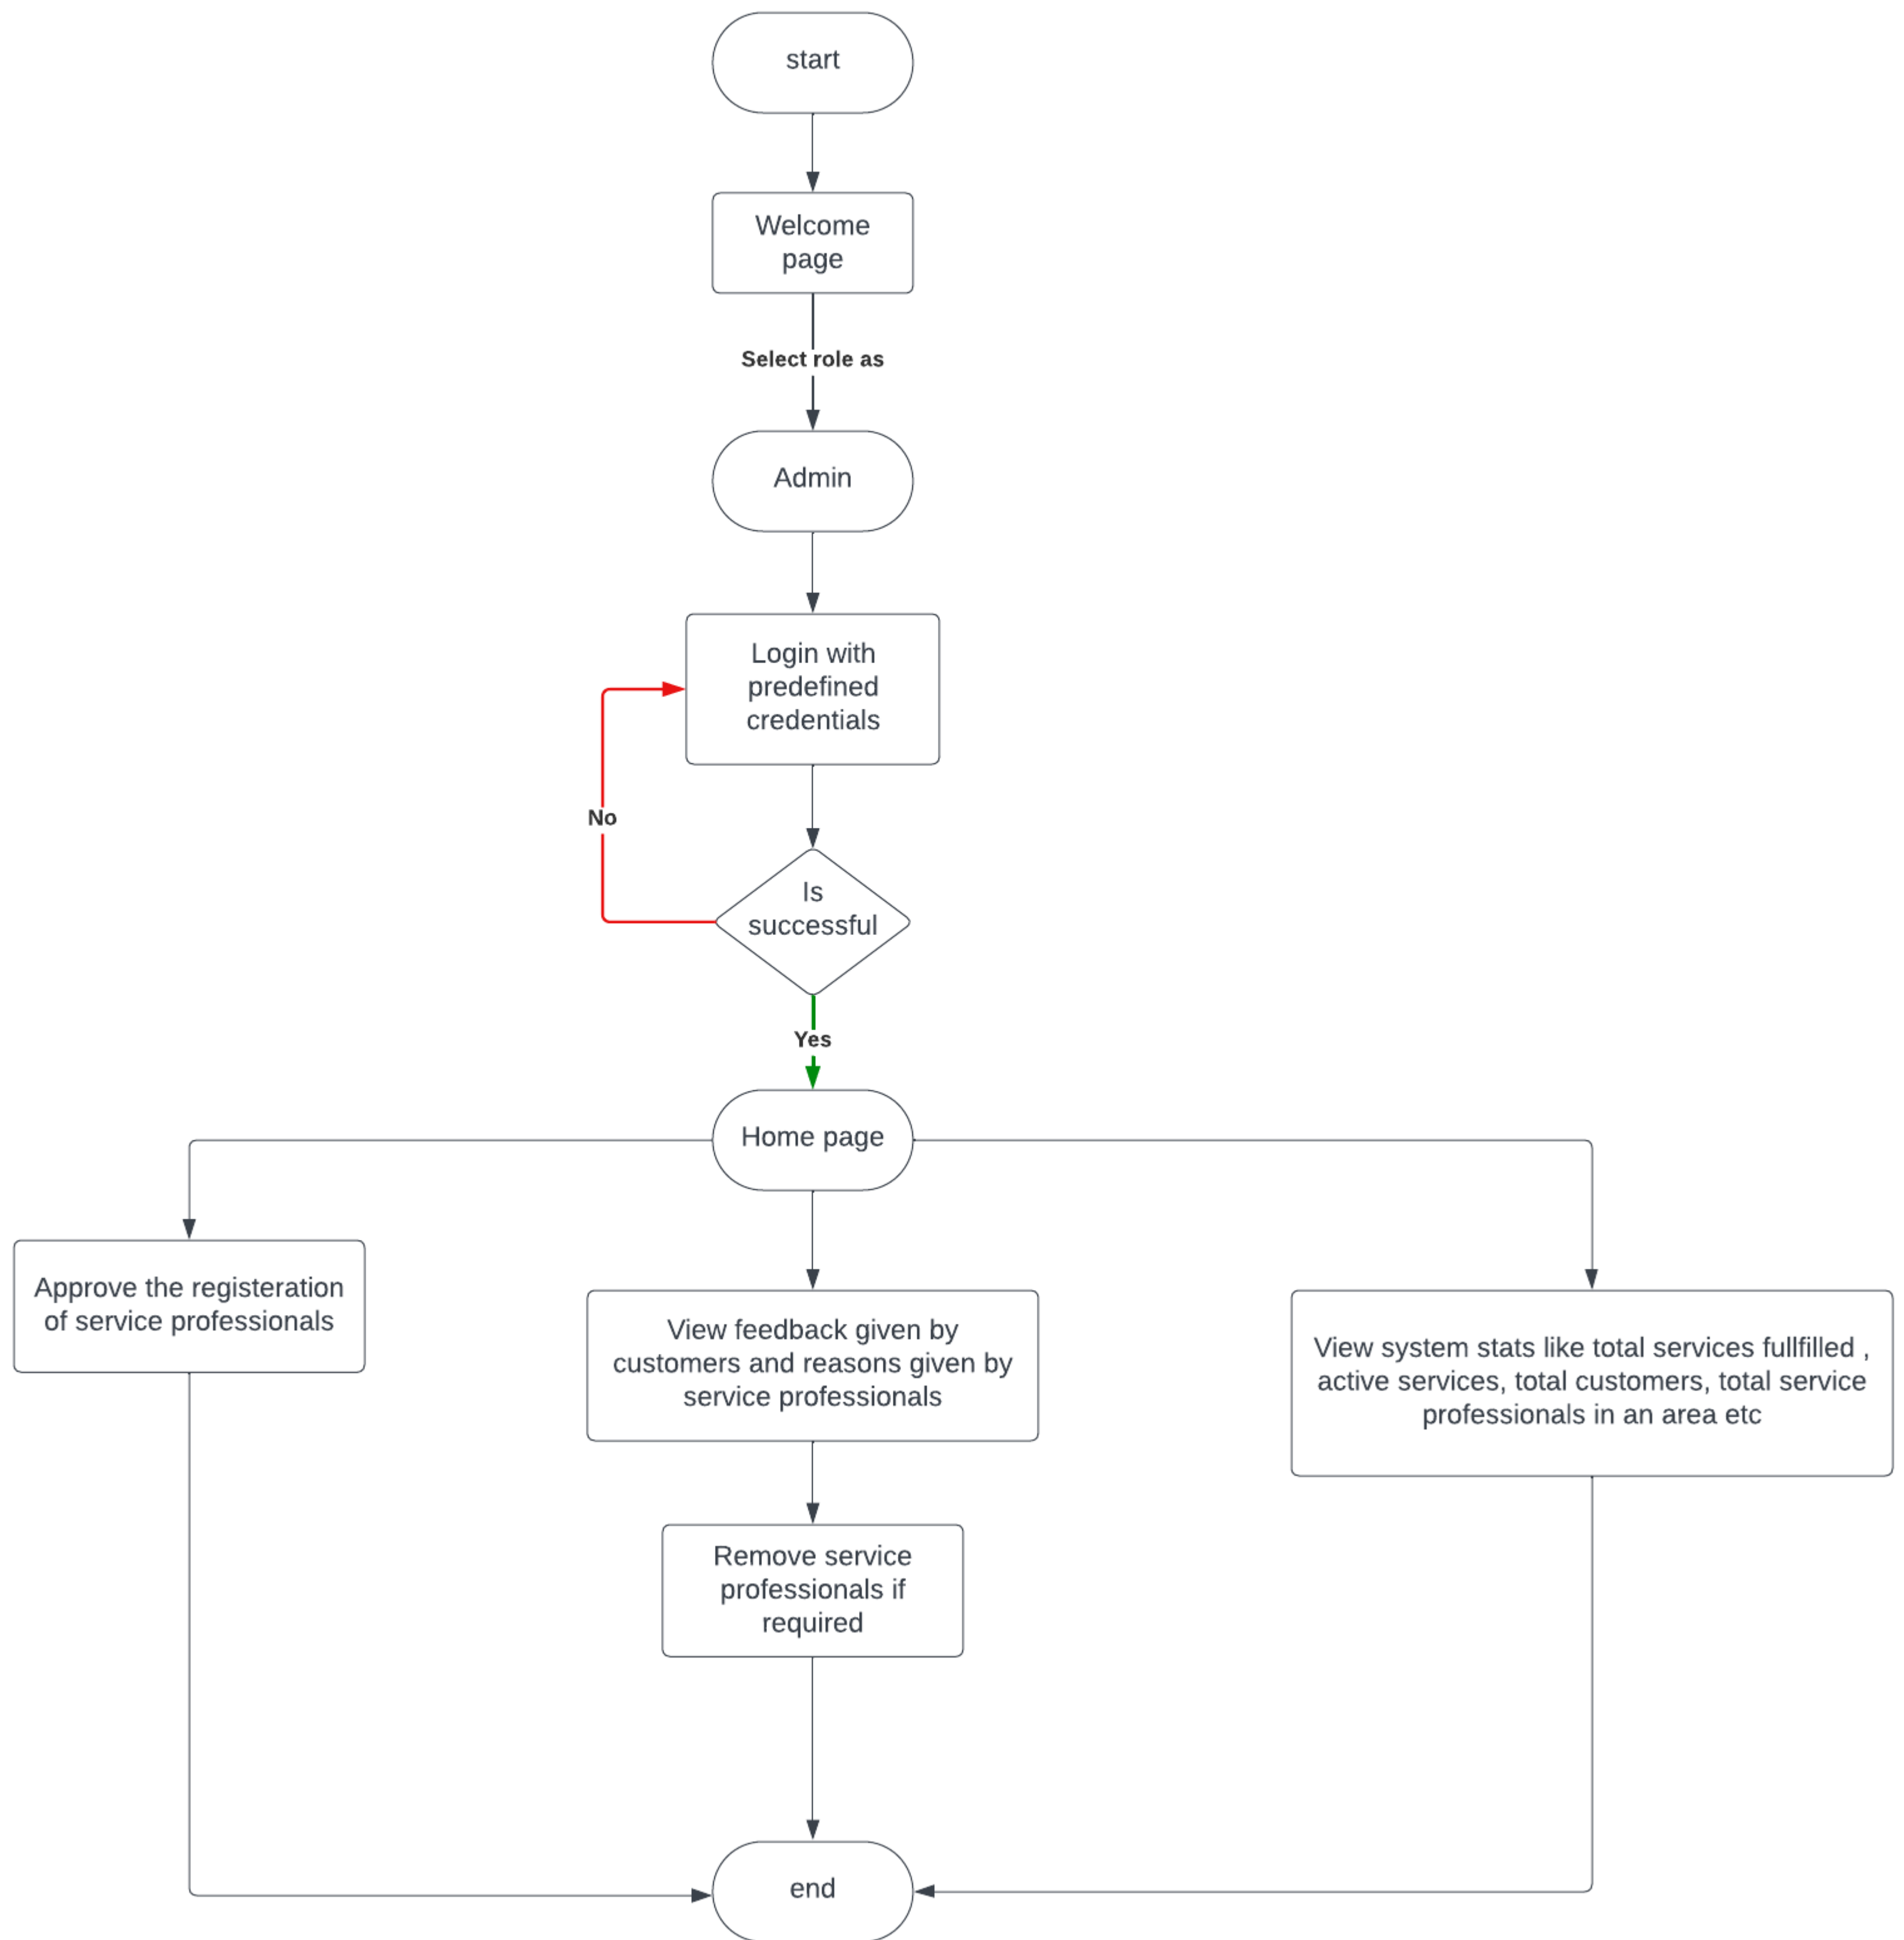 start
Welcome
page
Select role as
Admin
Login with
predefined
credentials
No
Is
successful
Yes
Home page
Approve the registeration
of service professionals
View feedback given by
customers and reasons given by
service professionals
View system stats like total services fullfilled ,
active services, total customers, total service
professionals in an area etc
Remove service
professionals if
required
end